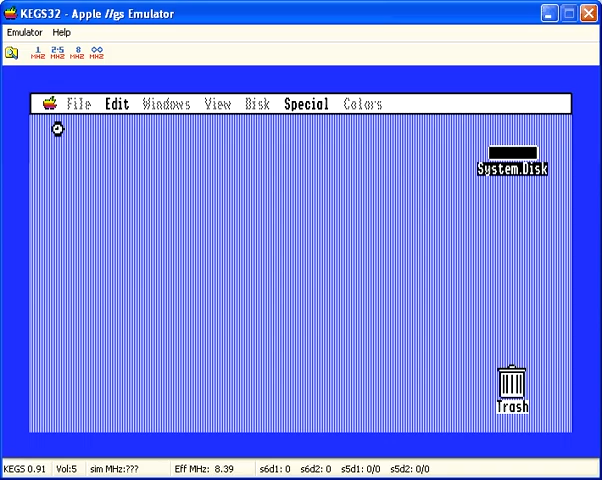 KEGS32 - Apple //gs Emulator
Emulator Help
1 MHZ 2·5 MHZ 8 MHZ 00 MHZ
File Edit Windows View Disk Special Colors
System.Disk
Trash
KEGS 0.91 Vol:5 sim MHz:??? Eff MHz: 8.39 s6d1: 0 s6d2: 0 s5d1: 0/0 s5d2: 0/0